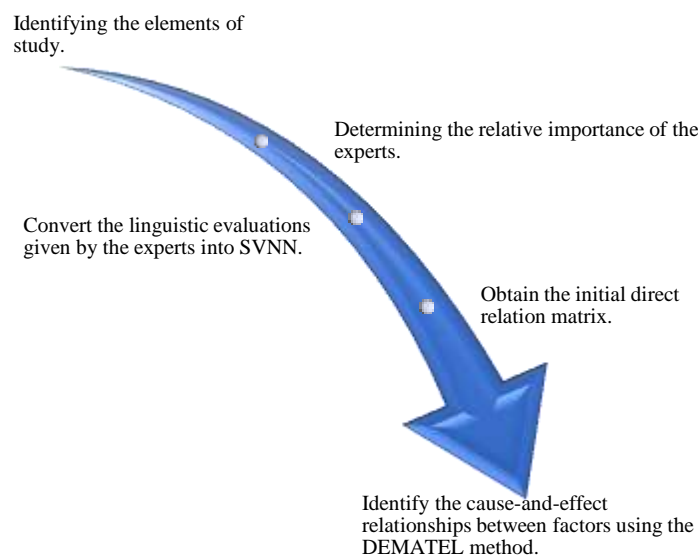 Identifying the elements of
study.
Determining the relative importance of the
experts.
Convert the linguistic evaluations
given by the experts into SVNN.
Obtain the initial direct
relation matrix.
Identify the cause-and-effect
relationships between factors using the
DEMATEL method.